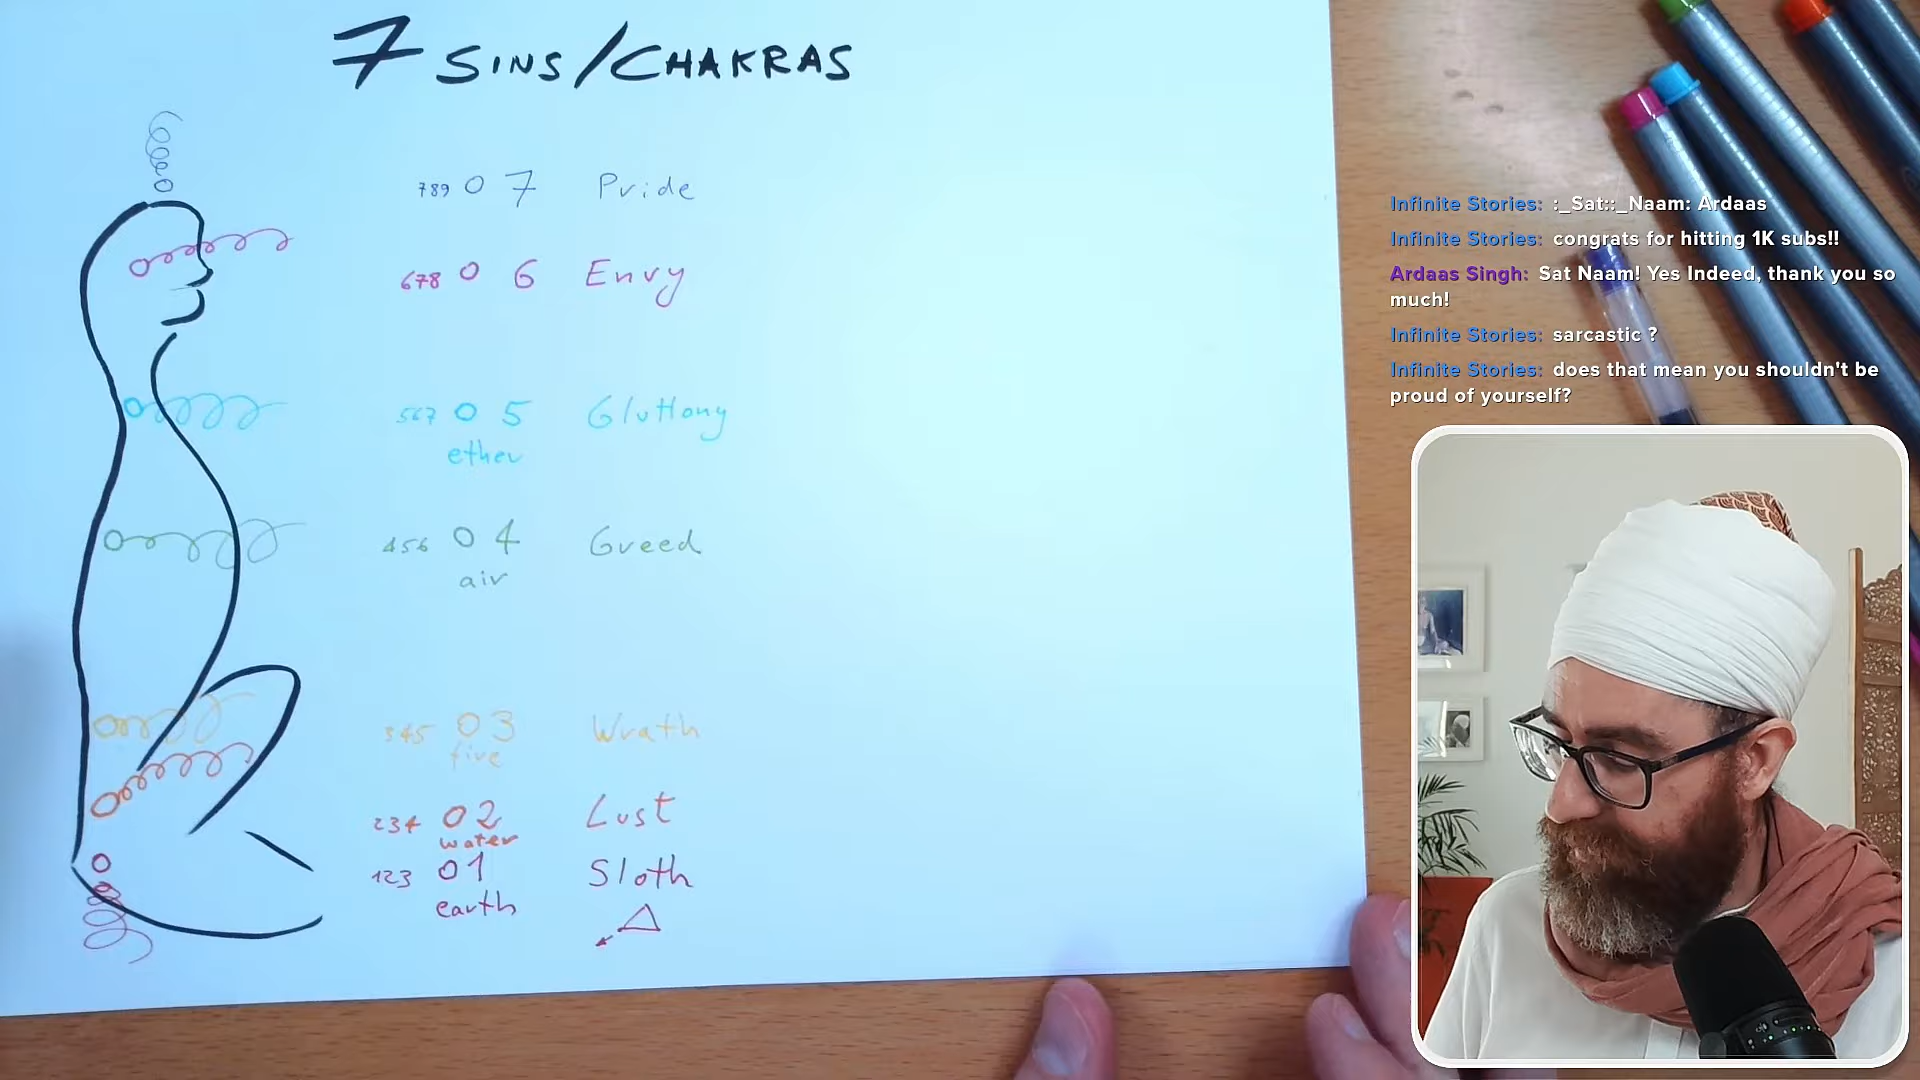 7 SINS/CHAKRAS
789 0 7 Pride
678 0 6 Envy
567 0 5 Gluttony
ether
456 0 4 Greed
air
345 0 3 Wrath
fire
234 0 2 Lust
water
123 0 1 Sloth
earth
Infinite Stories: :_Sat::_Naam: Ardaas
Infinite Stories: congrats for hitting 1K subs!!
Ardaas Singh: Sat Naam! Yes Indeed, thank you so
much!
Infinite Stories: sarcastic ?
Infinite Stories: does that mean you shouldn't be
proud of yourself?